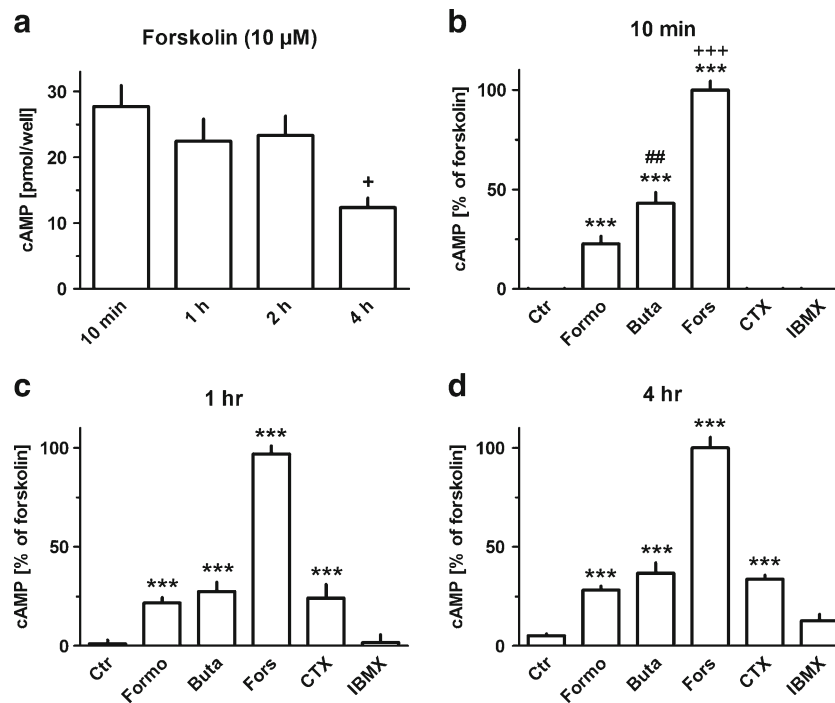 a
Forskolin (10 µM)
cAMP [pmol/well]
30
20
10
0
+
10 min
1 h
2 h
4 h
b
10 min
cAMP [% of forskolin]
100
50
0
***
##
***
+++
***
Ctr
Formo
Buta
Fors
CTX
IBMX
c
1 hr
cAMP [% of forskolin]
100
50
0
***
***
***
***
Ctr
Formo
Buta
Fors
CTX
IBMX
d
4 hr
cAMP [% of forskolin]
100
50
0
***
***
***
***
Ctr
Formo
Buta
Fors
CTX
IBMX